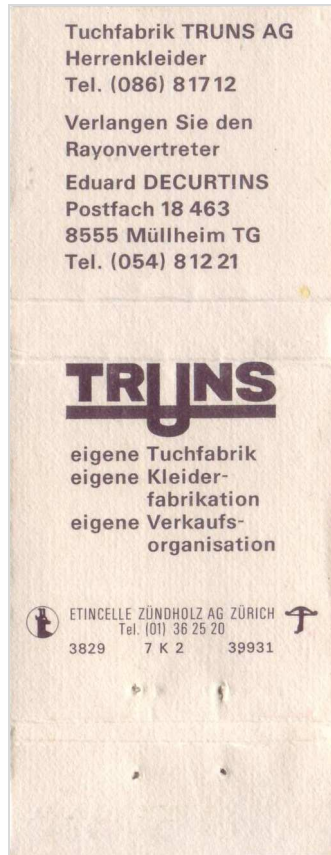 Tuchfabrik TRUNS AG
Herrenkleider
Tel. (086) 81712
Verlangen Sie den
Rayonvertreter
Eduard DECURTINS
Postfach 18 463
8555 Müllheim TG
Tel. (054) 812 21
TRUNS
eigene Tuchfabrik
eigene Kleider-
fabrikation
eigene Verkaufs-
organisation
ETINCELLE ZÜNDHOLZ AG ZÜRICH
Tel. (01) 36 25 20
3829 7 K 2 39931